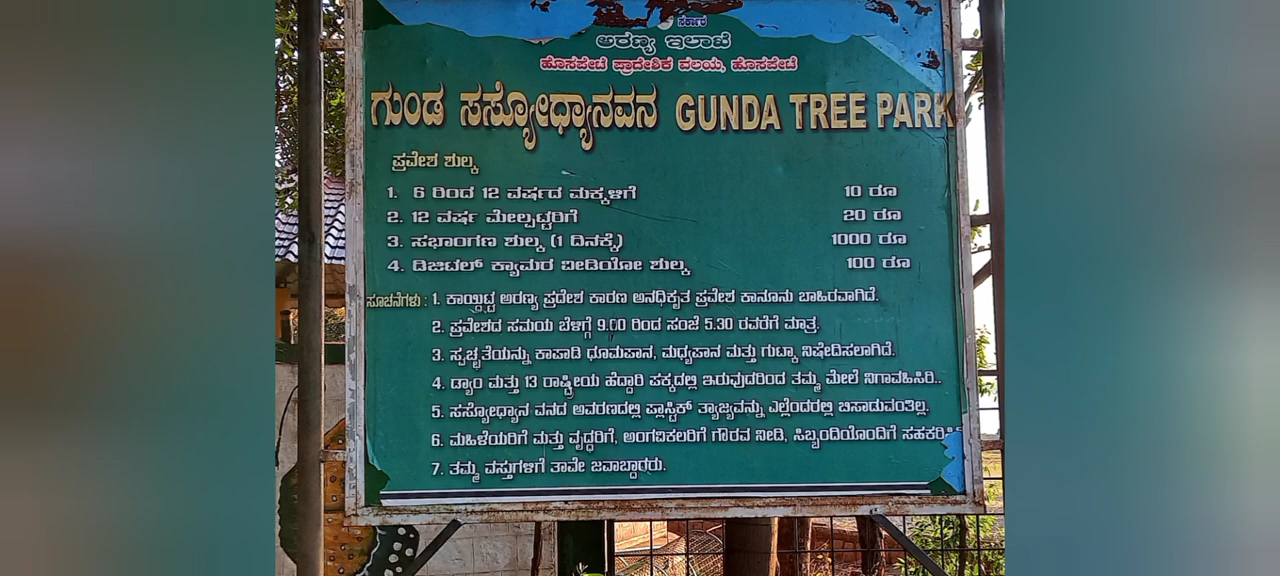 ಸರ್ಕಾರ
ಅರಣ್ಯ ಇಲಾಖೆ
ಹೊಸಪೇಟೆ ಪ್ರಾದೇಶಿಕ ವಲಯ, ಹೊಸಪೇಟೆ
ಗುಂಡ ಸಸ್ಯೋಧ್ಯಾನವನ GUNDA TREE PARK
ಪ್ರವೇಶ ಶುಲ್ಕ
1. 6 ರಿಂದ 12 ವರ್ಷದ ಮಕ್ಕಳಿಗೆ 10 ರೂ
2. 12 ವರ್ಷ ಮೇಲ್ಪಟ್ಟರಿಗೆ 20 ರೂ
3. ಸಭಾಂಗಣ ಶುಲ್ಕ (1 ದಿನಕ್ಕೆ) 1000 ರೂ
4. ಡಿಜಿಟಲ್ ಕ್ಯಾಮರ ವೀಡಿಯೋ ಶುಲ್ಕ 100 ರೂ
ಸೂಚನೆಗಳು : 1. ಕಾಯ್ದಿಟ್ಟ ಅರಣ್ಯ ಪ್ರದೇಶ ಕಾರಣ ಅನಧಿಕೃತ ಪ್ರವೇಶ ಕಾನೂನು ಬಾಹಿರವಾಗಿದೆ.
2. ಪ್ರವೇಶದ ಸಮಯ ಬೆಳಿಗ್ಗೆ 9.00 ರಿಂದ ಸಂಜೆ 5.30 ರವರೆಗೆ ಮಾತ್ರ.
3. ಸ್ವಚ್ಛತೆಯನ್ನು ಕಾಪಾಡಿ ಧೂಮಪಾನ, ಮಧ್ಯಪಾನ ಮತ್ತು ಗುಟ್ಕಾ ನಿಷೇದಿಸಲಾಗಿದೆ.
4. ಡ್ಯಾಂ ಮತ್ತು 13 ರಾಷ್ಟ್ರೀಯ ಹೆದ್ದಾರಿ ಪಕ್ಕದಲ್ಲಿ ಇರುವುದರಿಂದ ತಮ್ಮ ಮೇಲೆ ನಿಗಾವಹಿಸಿರಿ..
5. ಸಸ್ಯೋಧ್ಯಾನ ವನದ ಅವರಣದಲ್ಲಿ ಪ್ಲಾಸ್ಟಿಕ್ ತ್ಯಾಜ್ಯವನ್ನು ಎಲ್ಲೆಂದರಲ್ಲಿ ಬಿಸಾಡುವಂತಿಲ್ಲ.
6. ಮಹಿಳೆಯರಿಗೆ ಮತ್ತು ವೃದ್ಧರಿಗೆ, ಅಂಗವಿಕಲರಿಗೆ ಗೌರವ ನೀಡಿ, ಸಿಬ್ಬಂದಿಯೊಂದಿಗೆ
7. ತಮ್ಮ ವಸ್ತುಗಳಿಗೆ ತಾವೇ ಜವಾಬ್ದಾರರು.